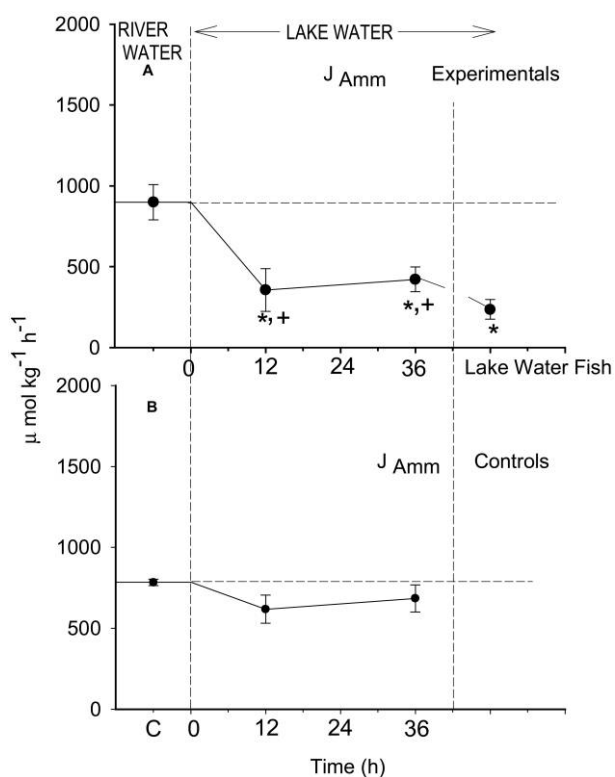 2000
RIVER
WATER
LAKE WATER
A
J Amm
Experimentals
1500
1000
500
*,+
*,+
*
0
0
12
24
36
Lake Water Fish
μ mol kg⁻¹ h⁻¹
2000
B
J Amm
Controls
1500
1000
500
0
C
0
12
24
36
Time (h)